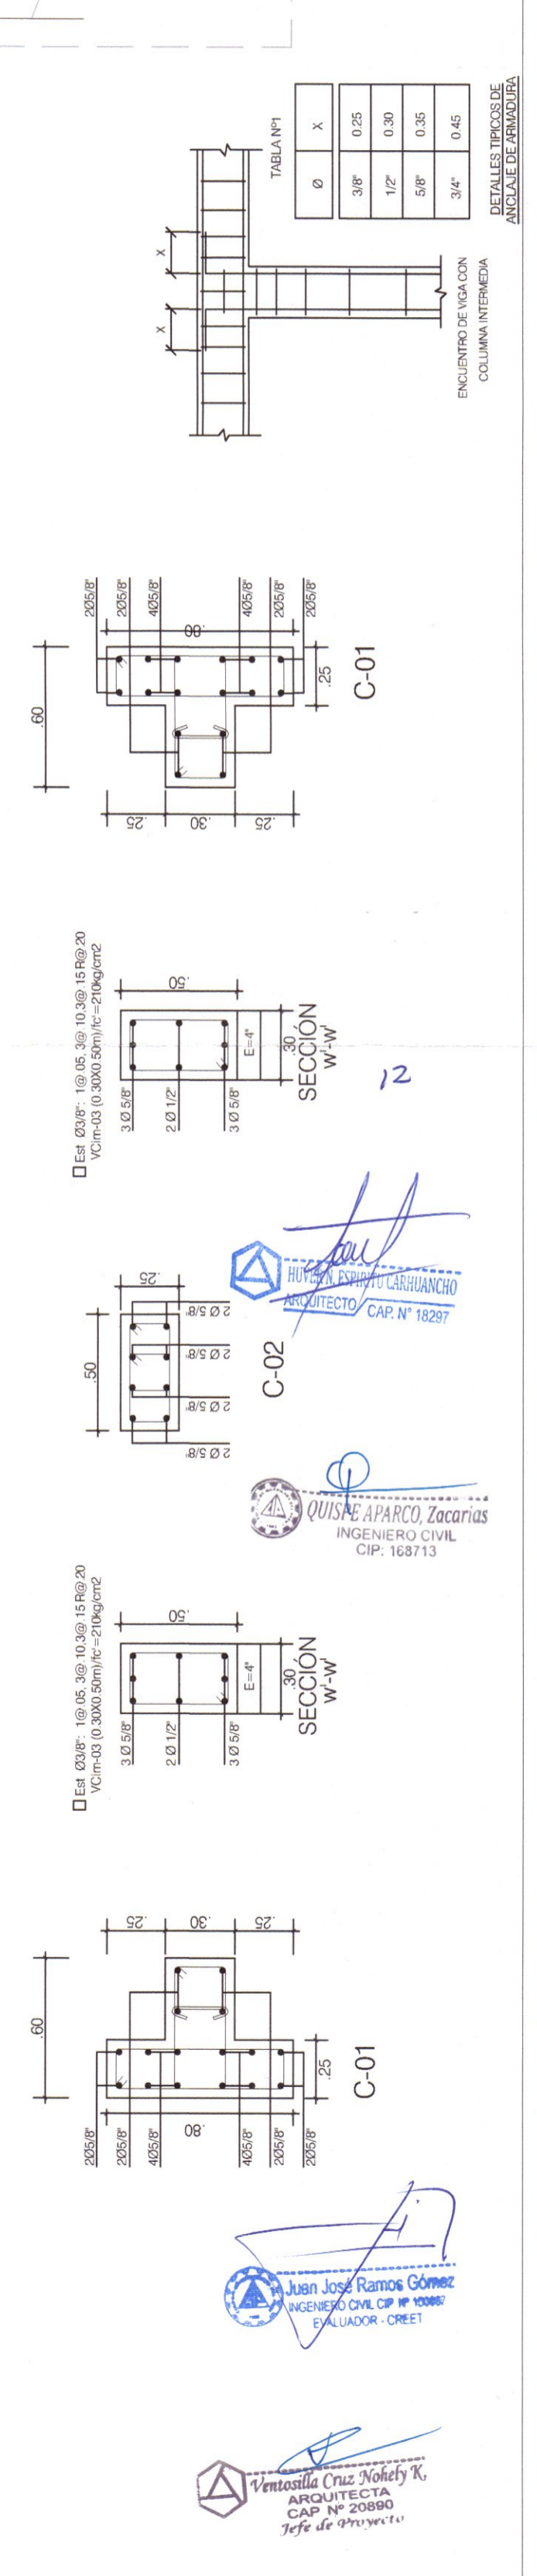 TABLA Nº1
Ø X
3/8" 0.25
1/2" 0.30
5/8" 0.35
3/4" 0.45
DETALLES TIPICOS DE
ANCLAJE DE ARMADURA
X
X
ENCUENTRO DE VIGA CON
COLUMNA INTERMEDIA
2Ø5/8"
2Ø5/8"
4Ø5/8"
4Ø5/8"
2Ø5/8"
2Ø5/8"
.80
.60
.25
.25
.30
.25
C-01
Est Ø3/8": 1@.05, 3@.10,3@.15 R@.20
VCim-03 (0.30X0.50m)/fc'=210kg/cm2
.50
3 Ø 5/8"
2 Ø 1/2"
3 Ø 5/8"
E=4"
.30
SECCIÓN
W'-W'
12
HUVER N. ESPIRITU CARHUANCHO
ARQUITECTO CAP. N° 18297
.25
.50
2 Ø 5/8"
2 Ø 5/8"
2 Ø 5/8"
2 Ø 5/8"
C-02
QUISPE APARCO, Zacarias
INGENIERO CIVIL
CIP: 168713
Est Ø3/8": 1@.05, 3@.10,3@.15 R@.20
VCim-03 (0.30X0.50m)/fc'=210kg/cm2
.50
3 Ø 5/8"
2 Ø 1/2"
3 Ø 5/8"
E=4"
.30
SECCIÓN
W'-W'
.25
.30
.25
.60
.25
.80
C-01
2Ø5/8"
2Ø5/8"
4Ø5/8"
4Ø5/8"
2Ø5/8"
2Ø5/8"
Juan José Ramos Gómez
INGENIERO CIVIL CIP Nº
EVALUADOR - CREET
Ventosilla Cruz Nohely K.
ARQUITECTA
CAP Nº 20890
Jefe de Proyecto